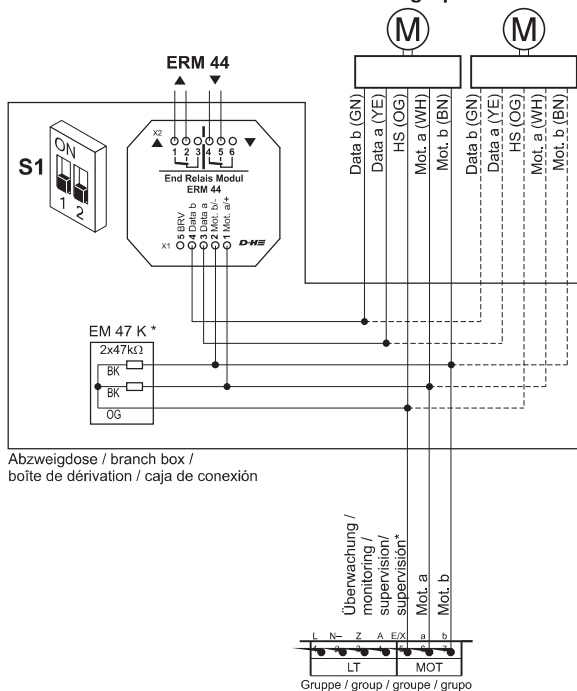 M
M
ERM 44
▲ ▼
Data b (GN)
Data a (YE)
HS (OG)
Mot. a (WH)
Mot. b (BN)
Data b (GN)
Data a (YE)
HS (OG)
Mot. a (WH)
Mot. b (BN)
S1
ON
1 2
X2
▲ ▼
1 2 3 4 5 6
End Relais Modul
ERM 44
5 BRV
4 Data b
3 Data a
2 Mot. b/-
1 Mot. a/+
X1
D+H
EM 47 K *
2x47kΩ
BK
BK
OG
Abzweigdose / branch box /
boîte de dérivation / caja de conexión
Überwachung /
monitoring /
supervision/
supervisión*
Mot. a
Mot. b
L N– Z A E/X a b
LT MOT
Gruppe / group / groupe / grupo